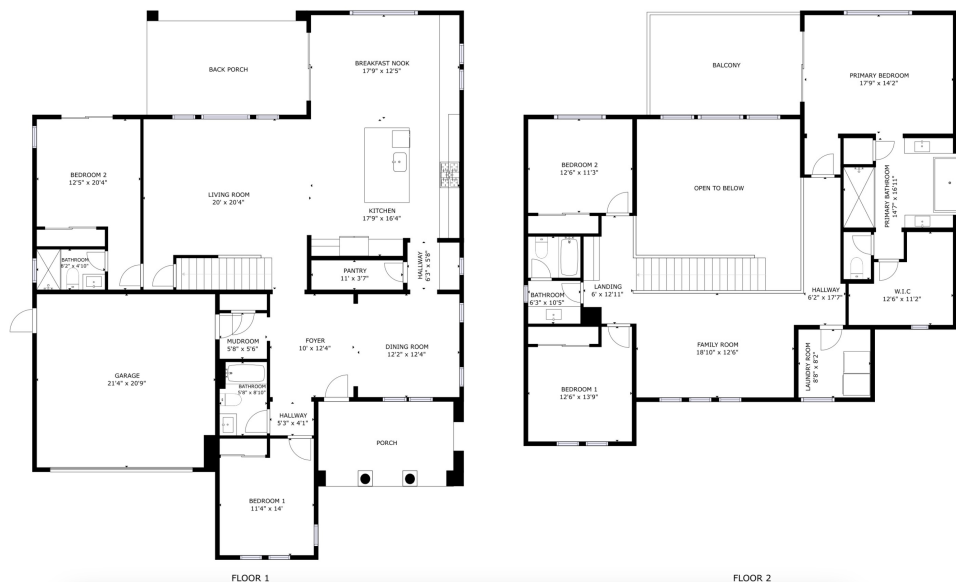 BACK PORCH
BREAKFAST NOOK
17'9" x 12'5"
BEDROOM 2
12'5" x 20'4"
LIVING ROOM
20' x 20'4"
KITCHEN
17'9" x 16'4"
BATHROOM
8'2" x 4'10"
PANTRY
11' x 3'7"
HALLWAY
6'3" x 5'8"
MUDROOM
5'8" x 5'6"
FOYER
10' x 12'4"
DINING ROOM
12'2" x 12'4"
GARAGE
21'4" x 20'9"
BATHROOM
5'8" x 8'10"
HALLWAY
5'3" x 4'1"
PORCH
BEDROOM 1
11'4" x 14'
FLOOR 1
BALCONY
PRIMARY BEDROOM
17'9" x 14'2"
BEDROOM 2
12'6" x 11'3"
OPEN TO BELOW
PRIMARY BATHROOM
14'7" x 16'11"
BATHROOM
6'3" x 10'5"
LANDING
6' x 12'11"
HALLWAY
6'2" x 17'7"
W.I.C
12'6" x 11'2"
FAMILY ROOM
18'10" x 12'6"
LAUNDRY ROOM
8'8" x 8'2"
BEDROOM 1
12'6" x 13'9"
FLOOR 2